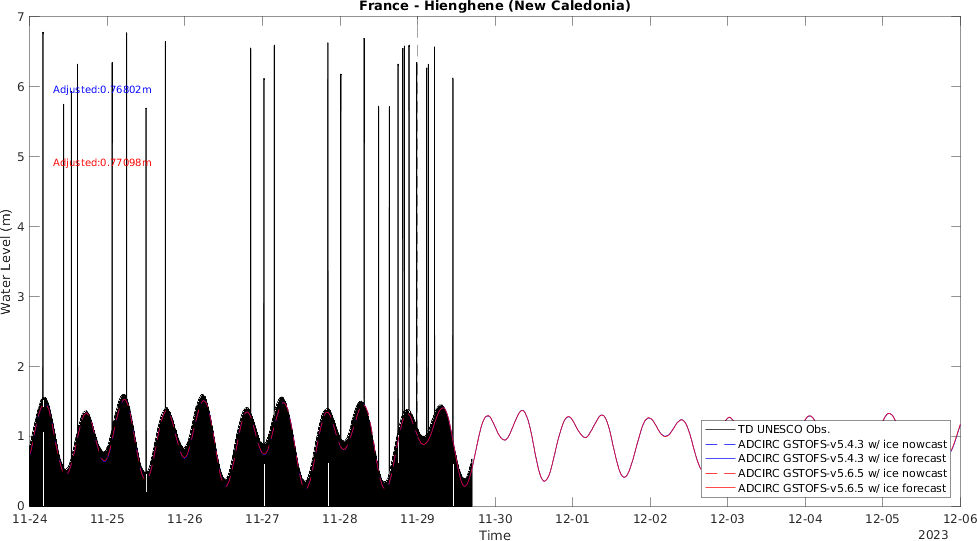 France - Hienghene (New Caledonia)
7
6
5
4
3
2
1
0
Water Level (m)
Adjusted:0.76802m
Adjusted:0.77098m
TD UNESCO Obs.
ADCIRC GSTOFS-v5.4.3 w/ ice nowcast
ADCIRC GSTOFS-v5.4.3 w/ ice forecast
ADCIRC GSTOFS-v5.6.5 w/ ice nowcast
ADCIRC GSTOFS-v5.6.5 w/ ice forecast
11-24 11-25 11-26 11-27 11-28 11-29 11-30 12-01 12-02 12-03 12-04 12-05 12-06
Time
2023